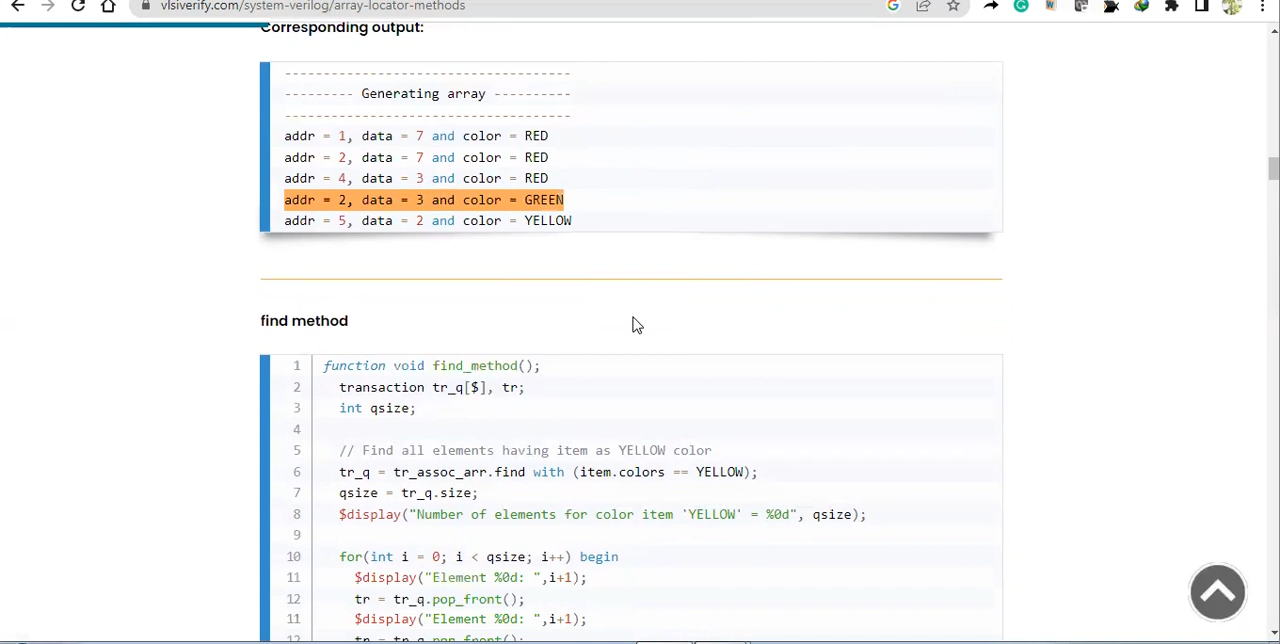 vlsiverify.com/system-verilog/array-locator-methods
Corresponding output:
-------------------------------------
--------- Generating array ----------
-------------------------------------
addr = 1, data = 7 and color = RED
addr = 2, data = 7 and color = RED
addr = 4, data = 3 and color = RED
addr = 2, data = 3 and color = GREEN
addr = 5, data = 2 and color = YELLOW
find method
1 function void find_method();
2 transaction tr_q[$], tr;
3 int qsize;
4
5 // Find all elements having item as YELLOW color
6 tr_q = tr_assoc_arr.find with (item.colors == YELLOW);
7 qsize = tr_q.size;
8 $display("Number of elements for color item 'YELLOW' = %0d", qsize);
9
10 for(int i = 0; i < qsize; i++) begin
11 $display("Element %0d: ",i+1);
12 tr = tr_q.pop_front();
11 $display("Element %0d: ",i+1);
12 tr = tr_q.pop_front();